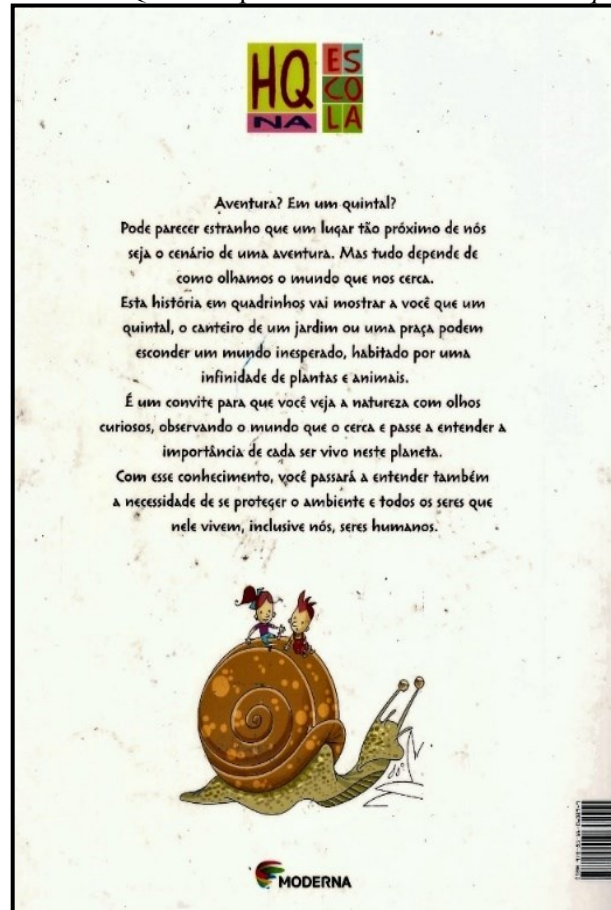 HQ
NA
ES
CO
LA
Aventura? Em um quintal?
Pode parecer estranho que um lugar tão próximo de nós
seja o cenário de uma aventura. Mas tudo depende de
como olhamos o mundo que nos cerca.
Esta história em quadrinhos vai mostrar a você que um
quintal, o canteiro de um jardim ou uma praça podem
esconder um mundo inesperado, habitado por uma
infinidade de plantas e animais.
É um convite para que você veja a natureza com olhos
curiosos, observando o mundo que o cerca e passe a entender a
importância de cada ser vivo neste planeta.
Com esse conhecimento, você passará a entender também
a necessidade de se proteger o ambiente e todos os seres que
nele vivem, inclusive nós, seres humanos.
MODERNA